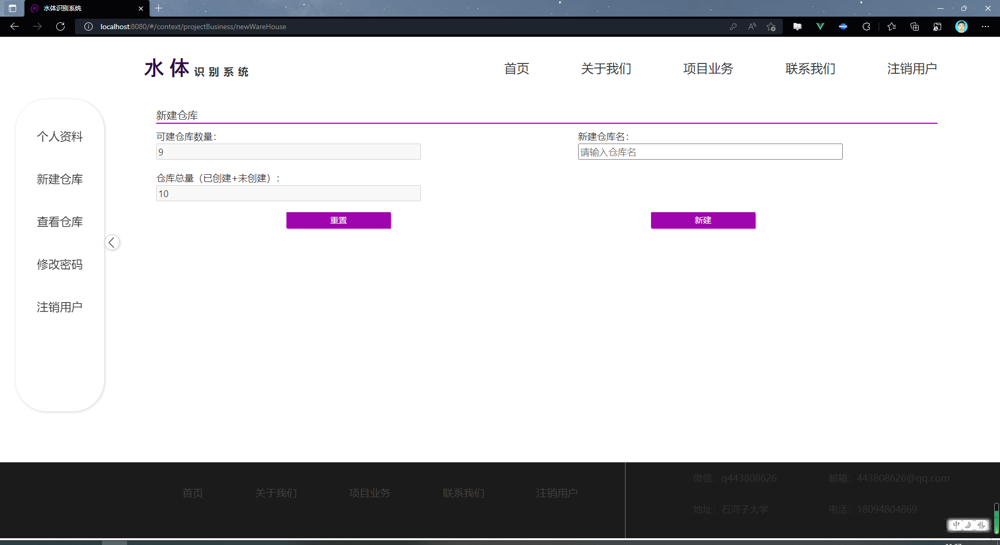 水体识别系统
localhost:8080/#/context/projectBusiness/newWareHouse
水体识别系统
首页 关于我们 项目业务 联系我们 注销用户
个人资料
新建仓库
查看仓库
修改密码
注销用户
新建仓库
可建仓库数量：
9
新建仓库名：
请输入仓库名
仓库总量（已创建+未创建）：
10
重置
新建
首页 关于我们 项目业务 联系我们 注销用户
微信：q443808626
邮箱：443808626@qq.com
地址：石河子大学
电话：18094804869
中